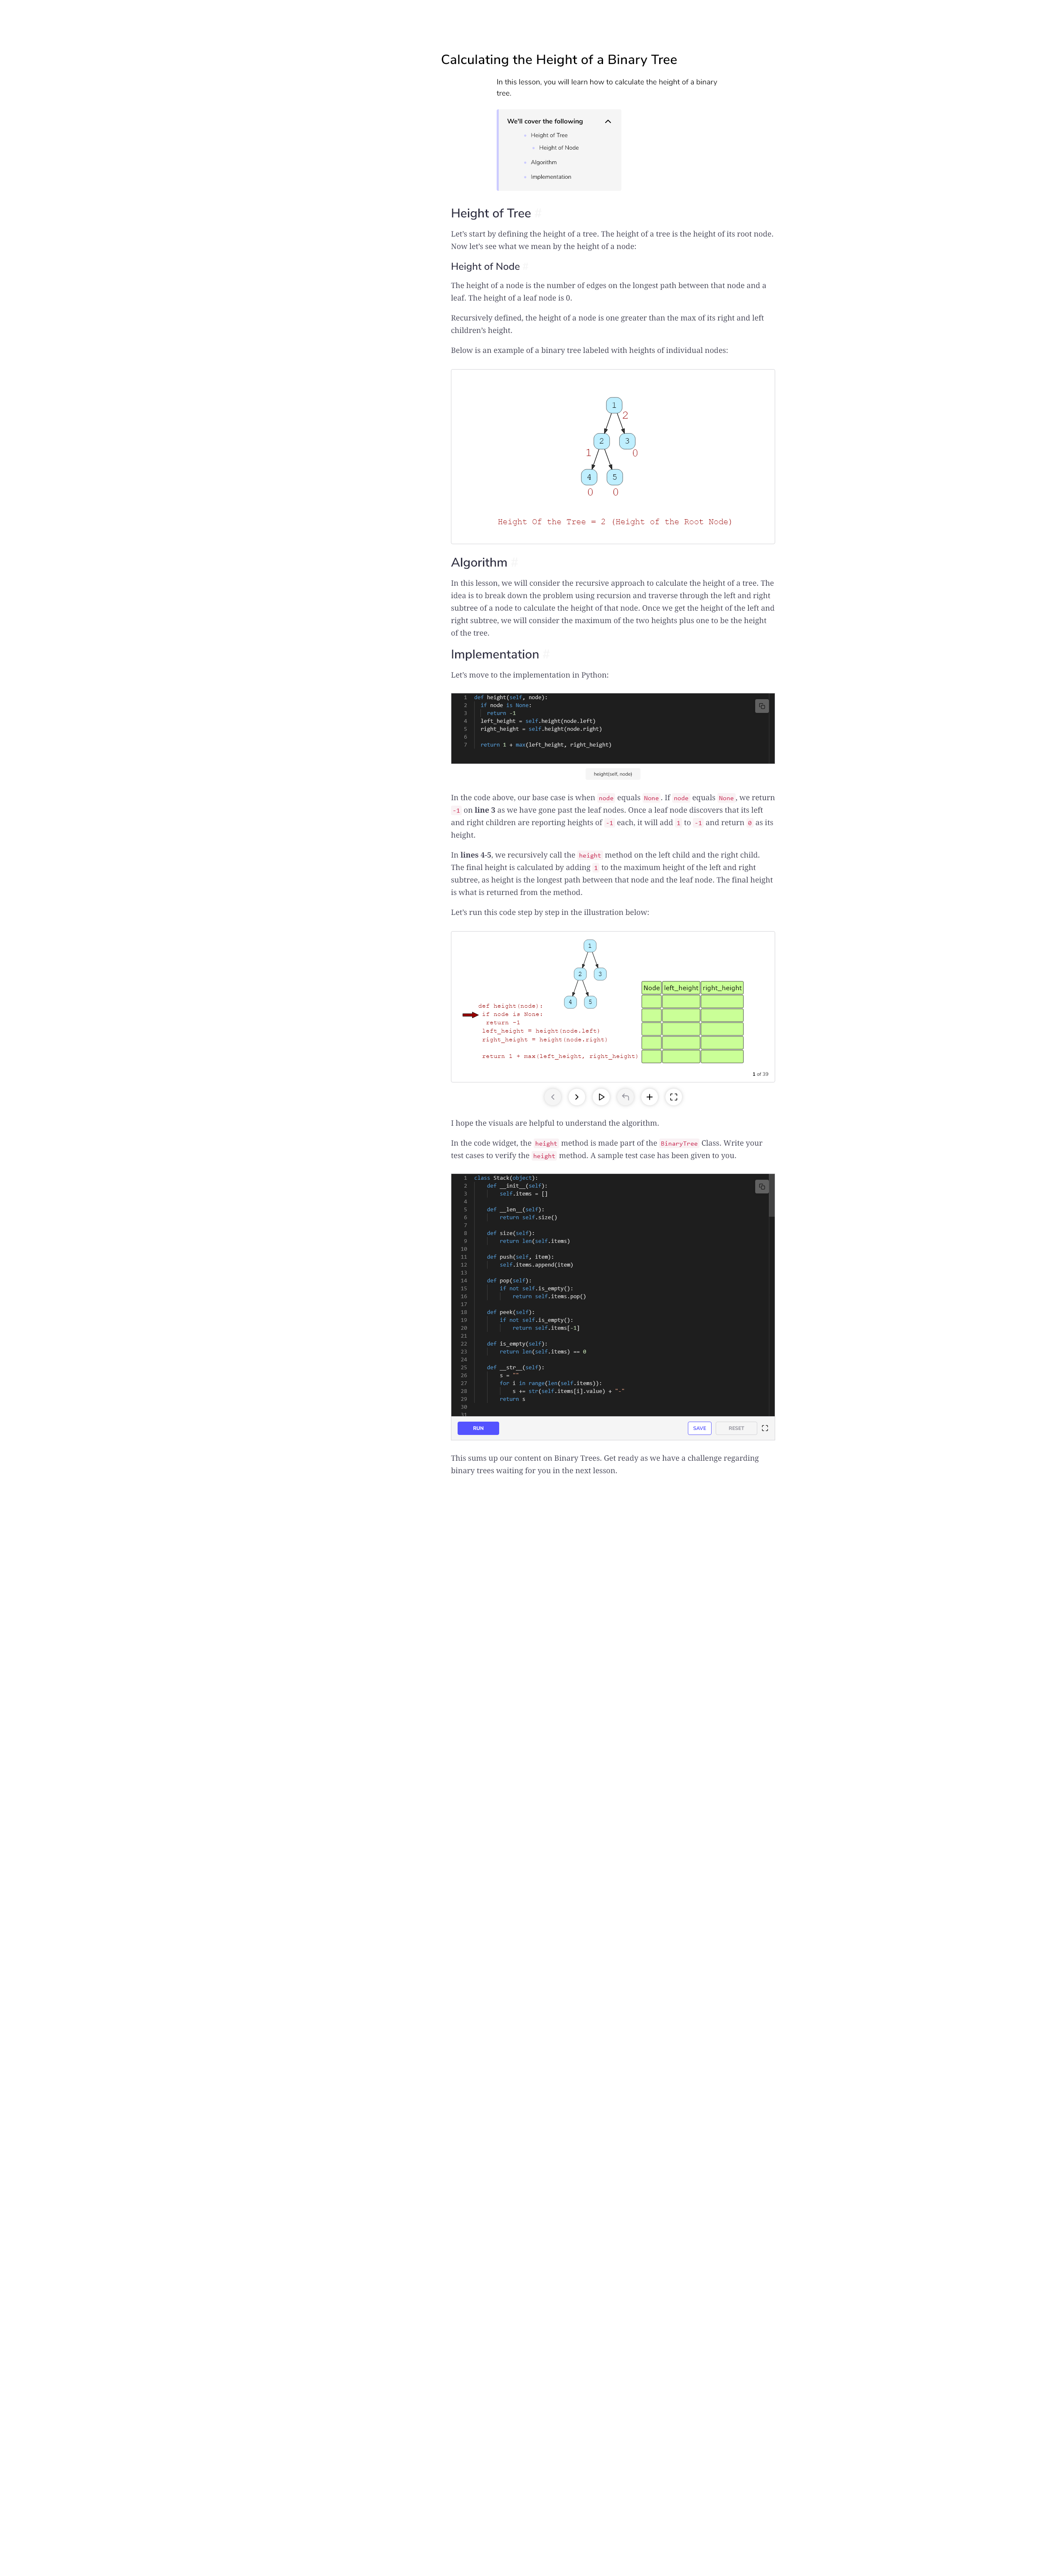 Calculating the Height of a Binary Tree
In this lesson, you will learn how to calculate the height of a binary
tree.
We'll cover the following
Height of Tree
Height of Node
Algorithm
Implementation
Height of Tree #
Let's start by defining the height of a tree. The height of a tree is the height of its root node.
Now let's see what we mean by the height of a node:
Height of Node
The height of a node is the number of edges on the longest path between that node and a
leaf. The height of a leaf node is 0.
Recursively defined, the height of a node is one greater than the max of its right and left
children's height.
Below is an example of a binary tree labeled with heights of individual nodes:
1
2
2
3
1
0
4
5
0
0
Height Of the Tree = 2 (Height of the Root Node)
Algorithm #
In this lesson, we will consider the recursive approach to calculate the height of a tree. The
idea is to break down the problem using recursion and traverse through the left and right
subtree of a node to calculate the height of that node. Once we get the height of the left and
right subtree, we will consider the maximum of the two heights plus one to be the height
of the tree.
Implementation #
Let's move to the implementation in Python:
1 def height(self, node):
2 if node is None:
3 return -1
4 left_height = self.height(node.left)
5 right_height = self.height(node.right)
6
7 return 1 + max(left_height, right_height)
height(self, node)
In the code above, our base case is when node equals None. If node equals None, we return
-1 on line 3 as we have gone past the leaf nodes. Once a leaf node discovers that its left
and right children are reporting heights of -1 each, it will add 1 to -1 and return 0 as its
height.
In lines 4-5, we recursively call the height method on the left child and the right child.
The final height is calculated by adding 1 to the maximum height of the left and right
subtree, as height is the longest path between that node and the leaf node. The final height
is what is returned from the method.
Let's run this code step by step in the illustration below:
1
2
3
4
5
Node left_height right_height
def height(node):
if node is None:
return -1
left_height = height(node.left)
right_height = height(node.right)
return 1 + max(left_height, right_height)
1 of 39
I hope the visuals are helpful to understand the algorithm.
In the code widget, the height method is made part of the BinaryTree Class. Write your
test cases to verify the height method. A sample test case has been given to you.
1 class Stack(object):
2 def __init__(self):
3 self.items = []
4
5 def __len__(self):
6 return self.size()
7
8 def size(self):
9 return len(self.items)
10
11 def push(self, item):
12 self.items.append(item)
13
14 def pop(self):
15 if not self.is_empty():
16 return self.items.pop()
17
18 def peek(self):
19 if not self.is_empty():
20 return self.items[-1]
21
22 def is_empty(self):
23 return len(self.items) == 0
24
25 def __str__(self):
26 s = ""
27 for i in range(len(self.items)):
28 s += str(self.items[i].value) + "-"
29 return s
30
31
RUN
SAVE
RESET
This sums up our content on Binary Trees. Get ready as we have a challenge regarding
binary trees waiting for you in the next lesson.